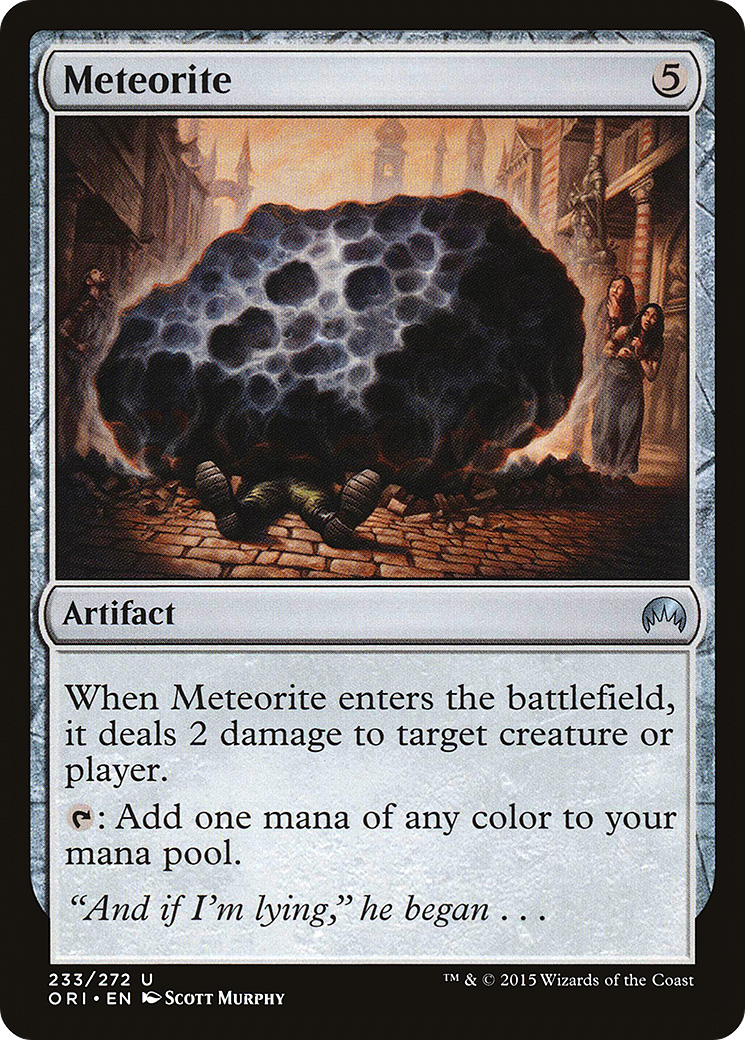 Meteorite 5
Artifact
When Meteorite enters the battlefield,
it deals 2 damage to target creature or
player.
: Add one mana of any color to your
mana pool.
“And if I’m lying,” he began . . .
233/272 U ™ & © 2015 Wizards of the Coast
ORI • EN Scott Murphy